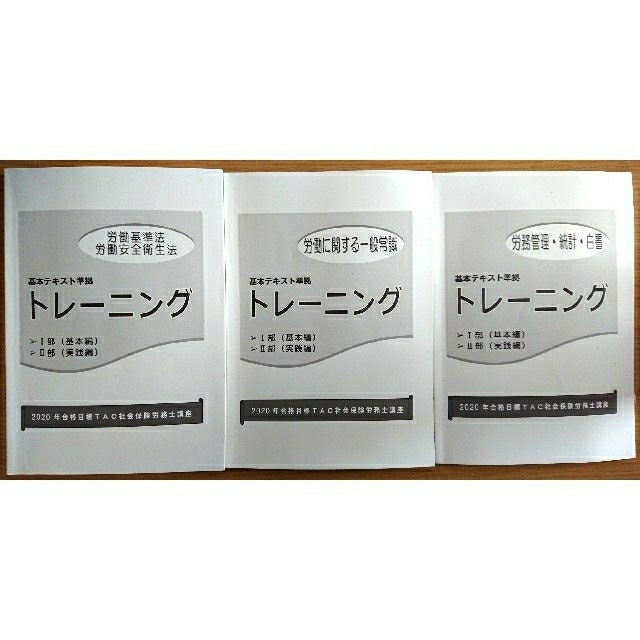 労働基準法
労働安全衛生法
基本テキスト準拠
トレーニング
>Ⅰ部（基本編）
>Ⅱ部（実践編）
2020年合格目標TAC社会保険労務士講座
労働に関する一般常識
基本テキスト準拠
トレーニング
>Ⅰ部（基本編）
>Ⅱ部（実践編）
2020年合格目標TAC社会保険労務士講座
労務管理・統計・白書
基本テキスト準拠
トレーニング
>Ⅰ部（基本編）
>Ⅱ部（実践編）
2020年合格目標TAC社会保険労務士講座